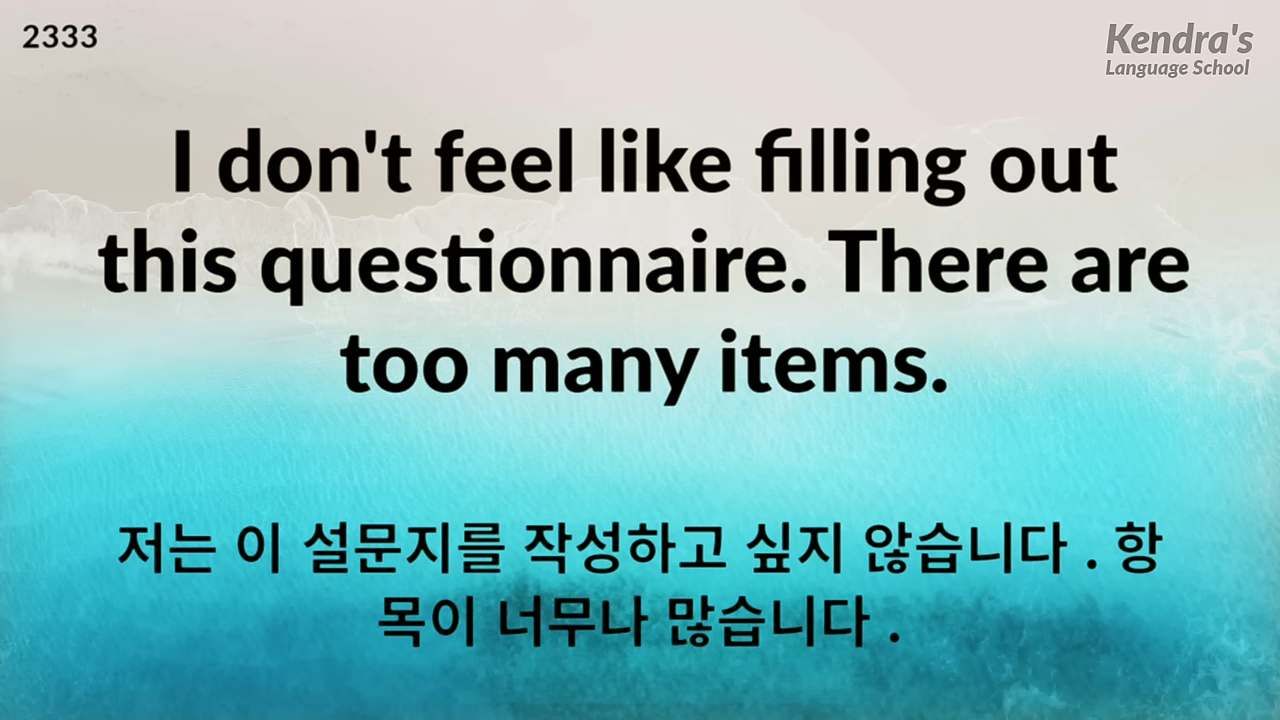 2333
Kendra's
Language School
I don't feel like filling out
this questionnaire. There are
too many items.
저는 이 설문지를 작성하고 싶지 않습니다 . 항
목이 너무나 많습니다 .